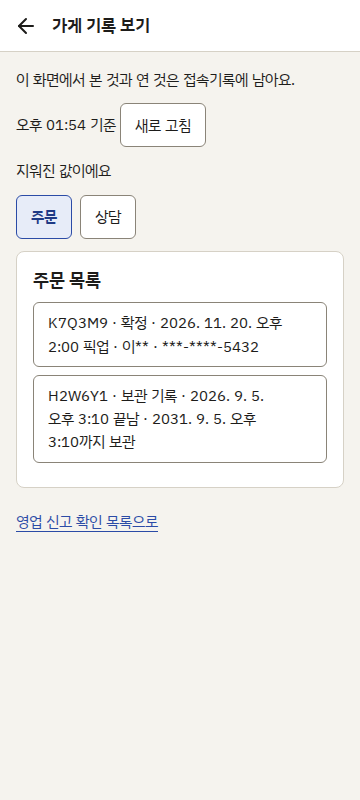 가게 기록 보기
이 화면에서 본 것과 연 것은 접속기록에 남아요.
오후 01:54 기준 새로 고침
지워진 값이에요
주문 상담
주문 목록
K7Q3M9 · 확정 · 2026. 11. 20. 오후
2:00 픽업 · 이** · ***-****-5432
H2W6Y1 · 보관 기록 · 2026. 9. 5.
오후 3:10 끝남 · 2031. 9. 5. 오후
3:10까지 보관
영업 신고 확인 목록으로